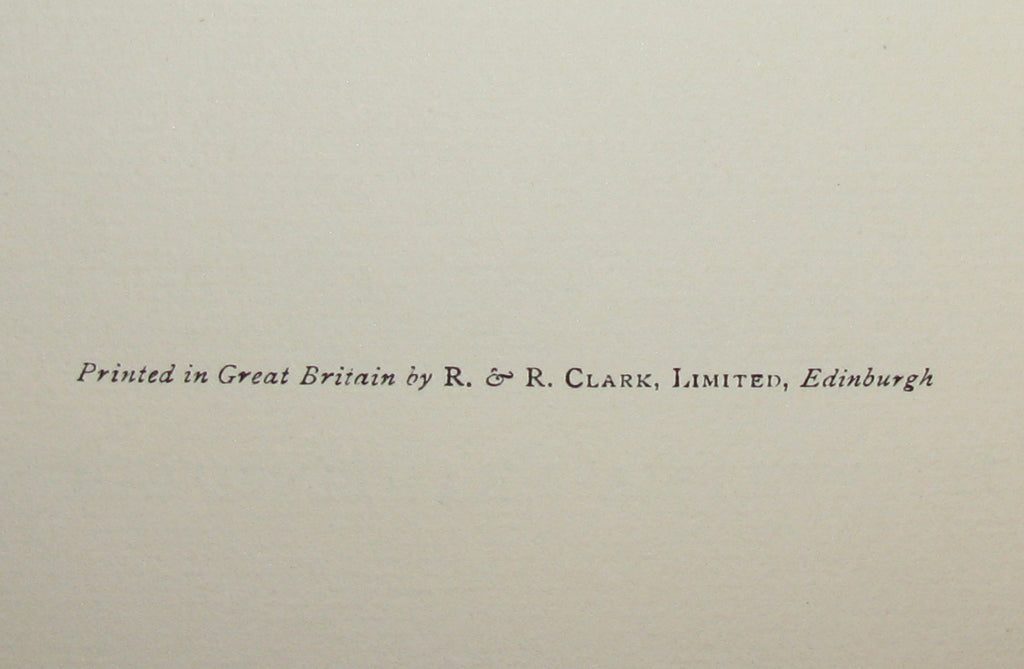 Printed in Great Britain by R. & R. Clark, Limited, Edinburgh